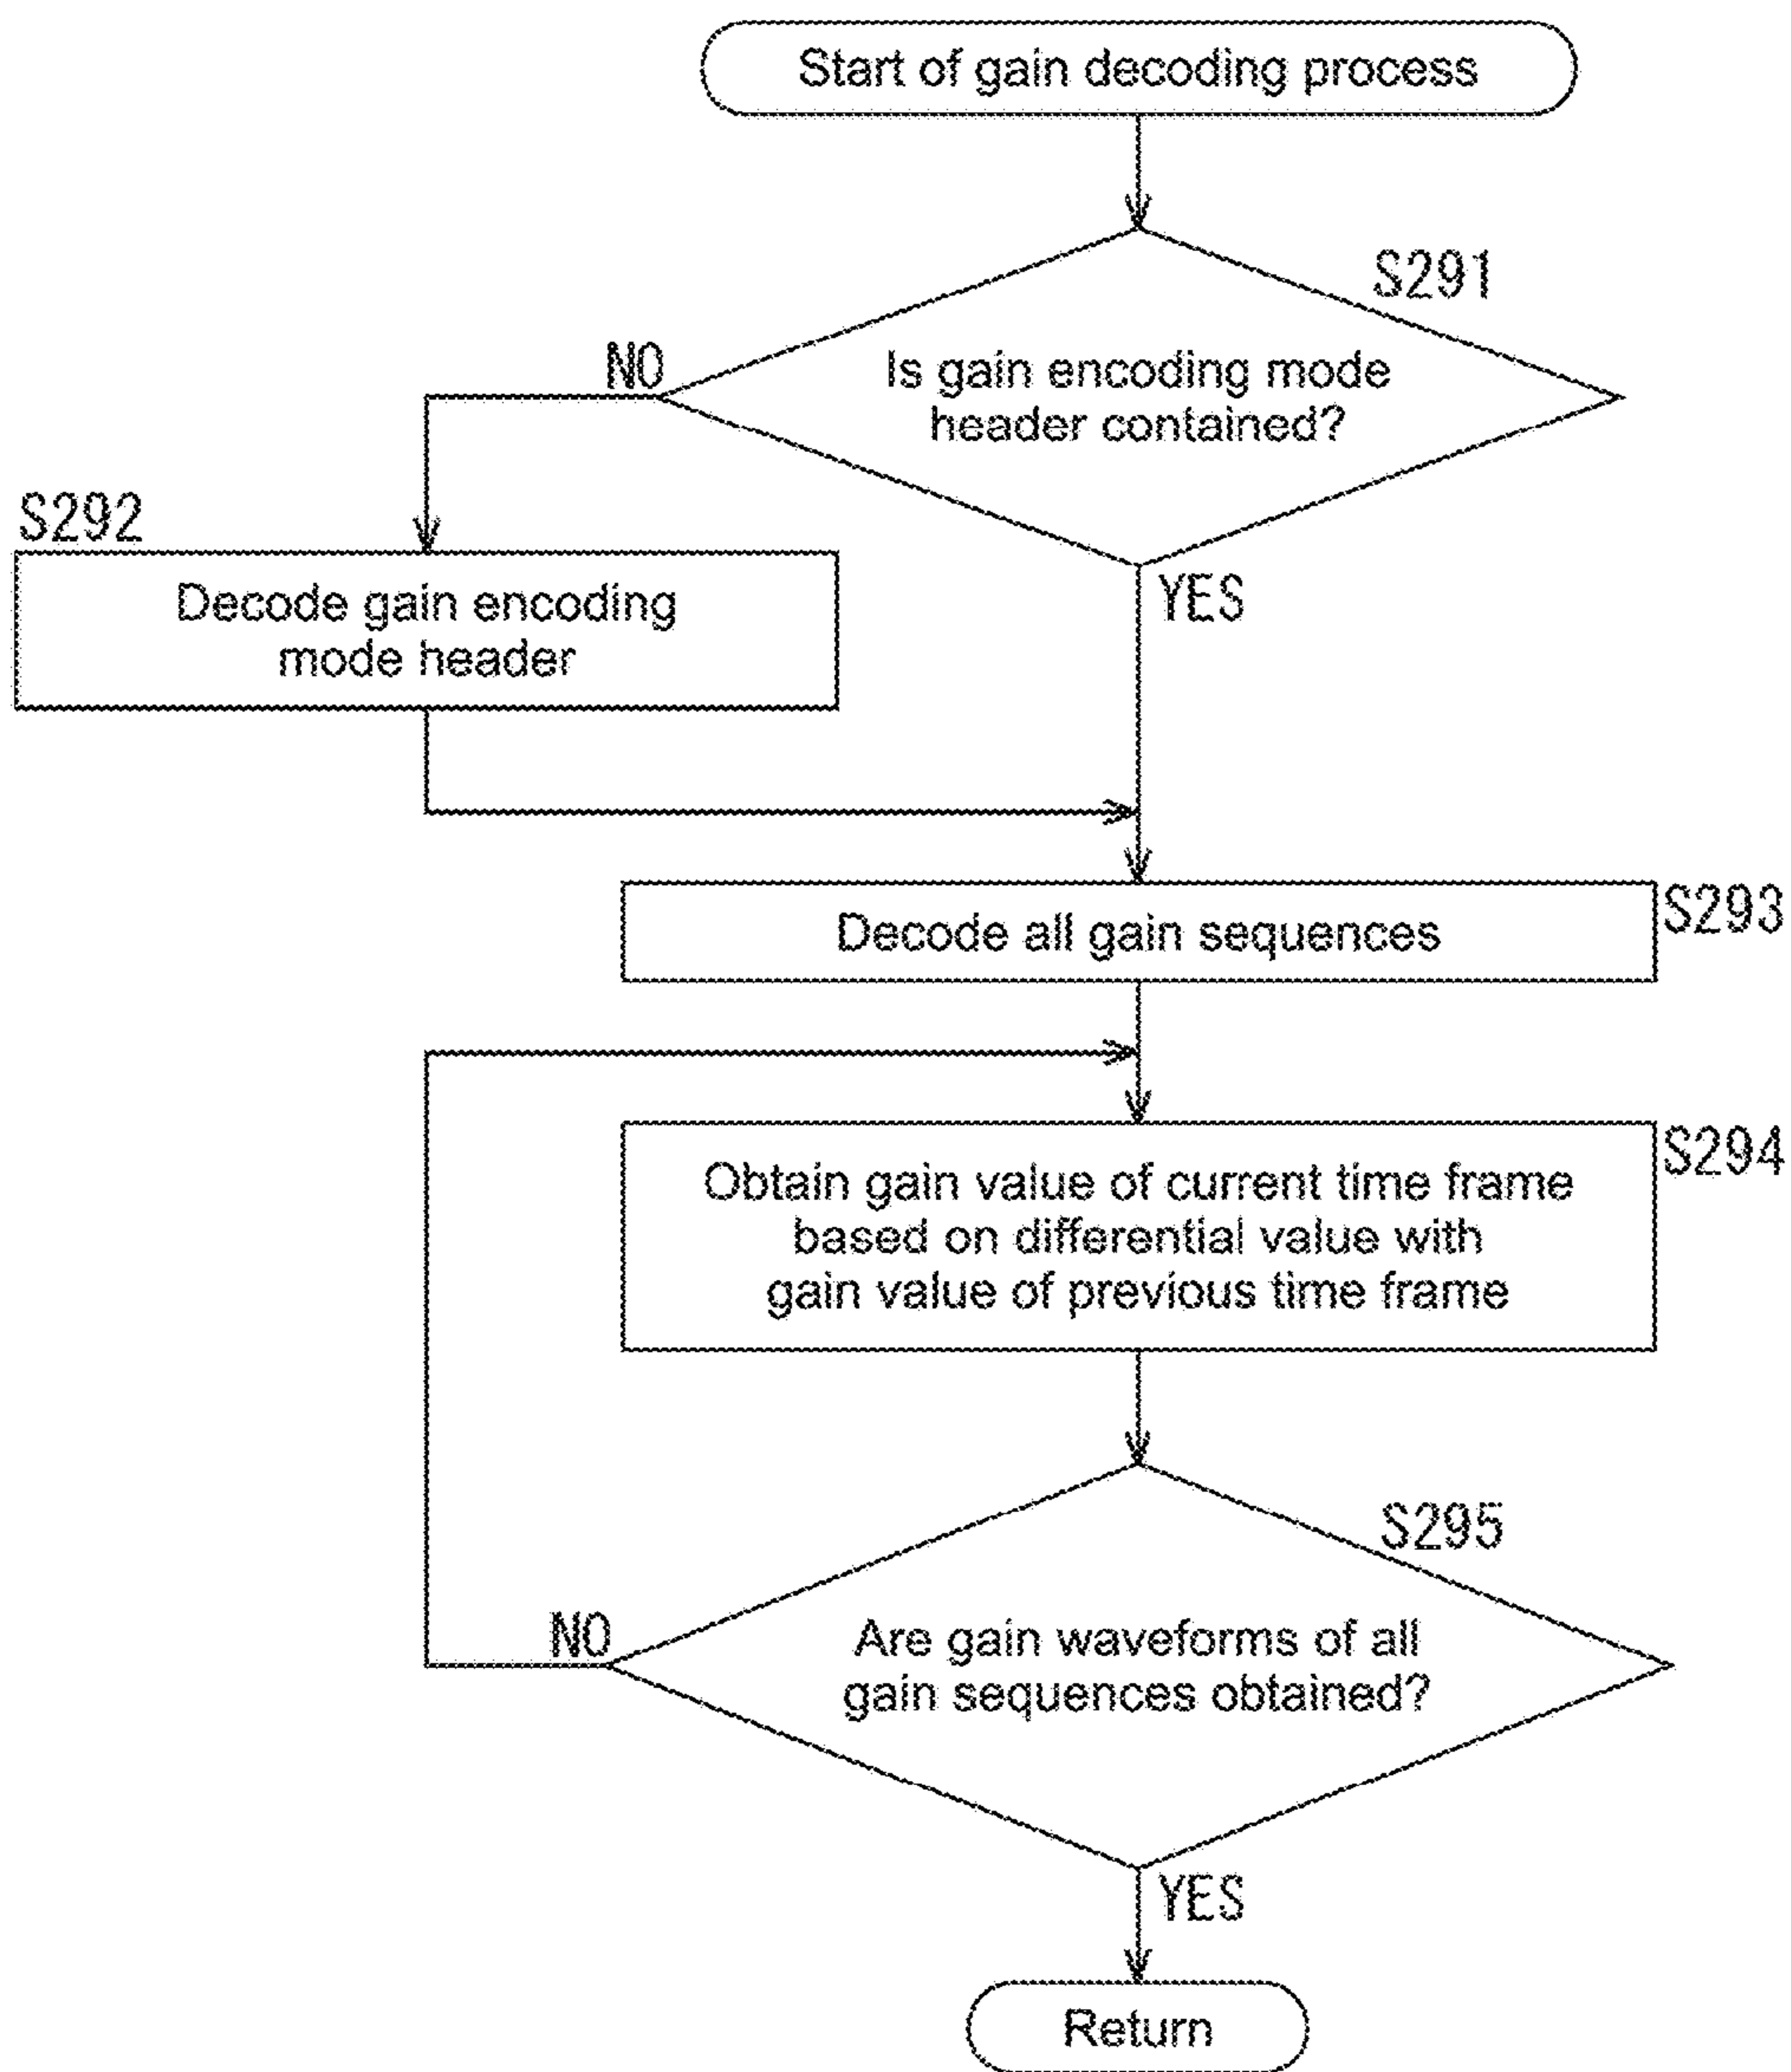 Start of gain decoding process
S291
NO
Is gain encoding mode
header contained?
S292
YES
Decode gain encoding
mode header
S293
Decode all gain sequences
S294
Obtain gain value of current time frame
based on differential value with
gain value of previous time frame
S295
NO
Are gain waveforms of all
gain sequences obtained?
YES
Return